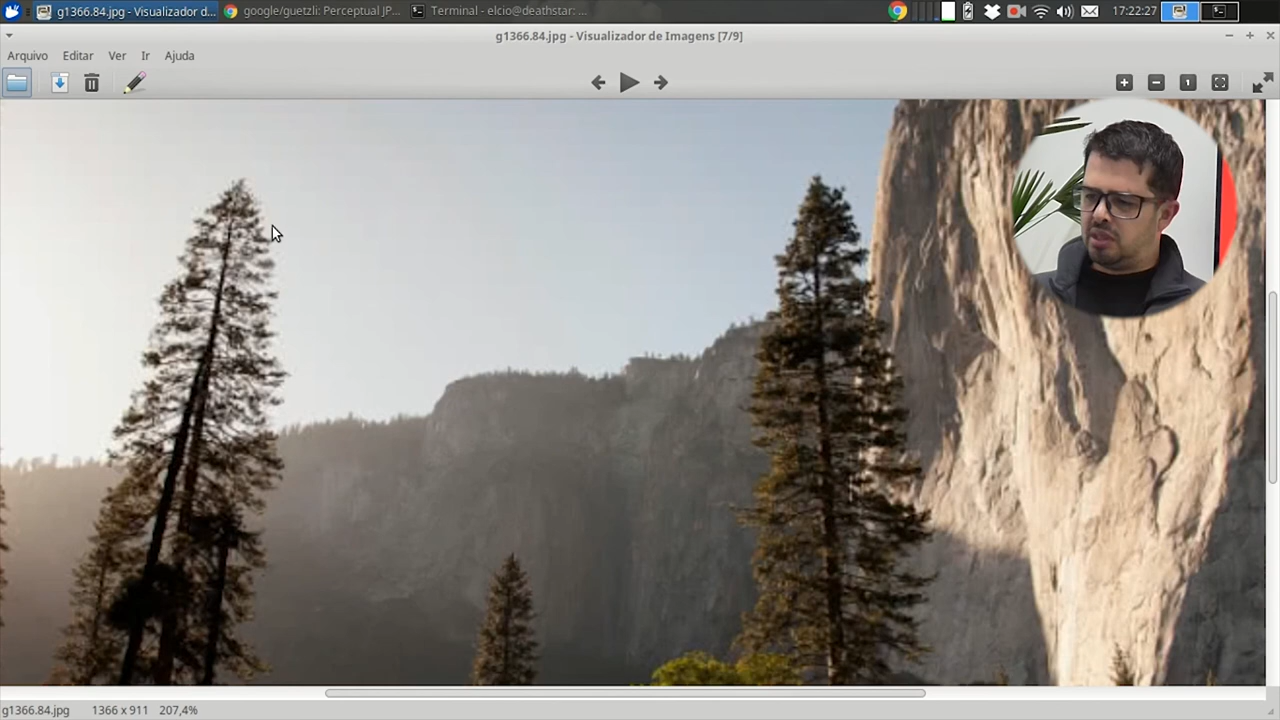 g1366.84.jpg - Visualizador d... google/guetzli: Perceptual JP... Terminal - elcio@deathstar: ... 17:22:27
g1366.84.jpg - Visualizador de Imagens [7/9]
Arquivo Editar Ver Ir Ajuda
1
g1366.84.jpg 1366 x 911 207,4%